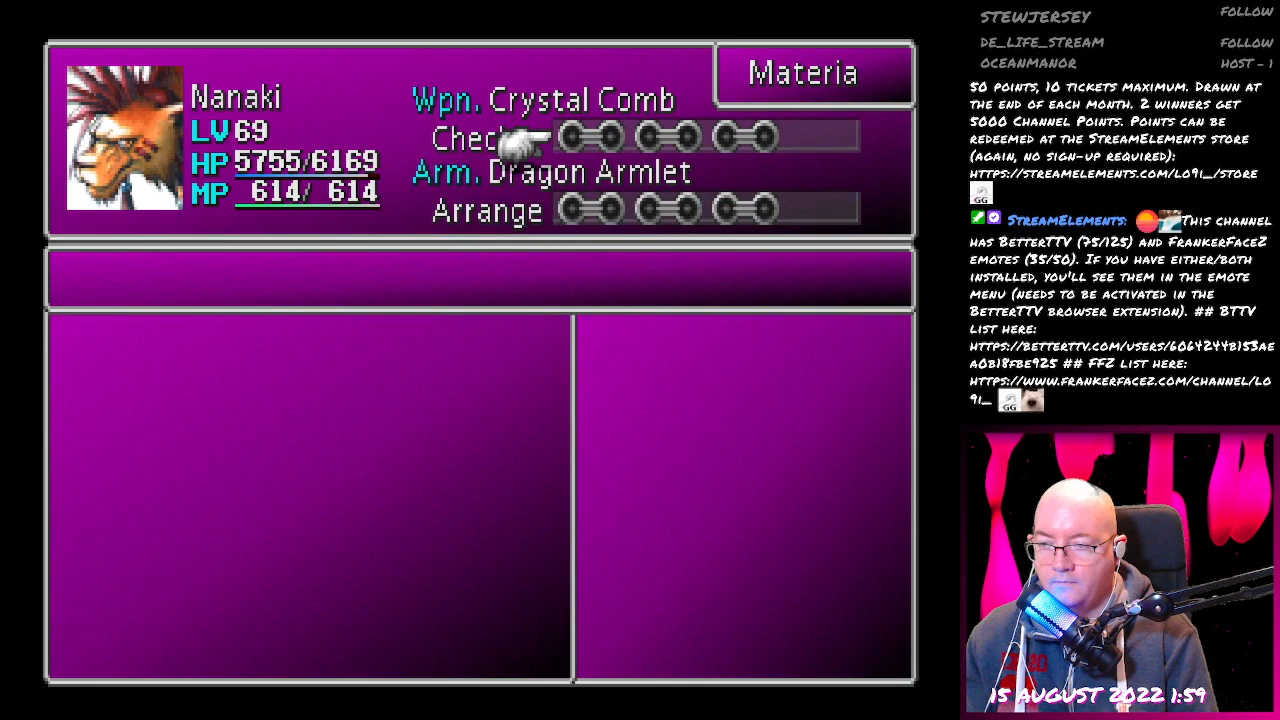 Materia
Nanaki
LV 69
HP 5755/6169
MP 614/ 614
Wpn. Crystal Comb
Chec
Arm. Dragon Armlet
Arrange
STEWJERSEY FOLLOW
DE_LIFE_STREAM FOLLOW
OCEANMANOR HOST - 1
50 POINTS, 10 TICKETS MAXIMUM. DRAWN AT
THE END OF EACH MONTH. 2 WINNERS GET
5000 CHANNEL POINTS. POINTS CAN BE
REDEEMED AT THE STREAMELEMENTS STORE
(AGAIN, NO SIGN-UP REQUIRED):
HTTPS://STREAMELEMENTS.COM/LO9I_/STORE
GG
STREAMELEMENTS: THIS CHANNEL
HAS BETTERTTV (75/125) AND FRANKERFACEZ
EMOTES (35/50). IF YOU HAVE EITHER/BOTH
INSTALLED, YOU'LL SEE THEM IN THE EMOTE
MENU (NEEDS TO BE ACTIVATED IN THE
BETTERTTV BROWSER EXTENSION). ## BTTV
LIST HERE:
HTTPS://BETTERTTV.COM/USERS/6064244B153AE
A0B18FBE925 ## FFZ LIST HERE:
HTTPS://WWW.FRANKERFACEZ.COM/CHANNEL/LO
9I_ GG
15 AUGUST 2022 1:59